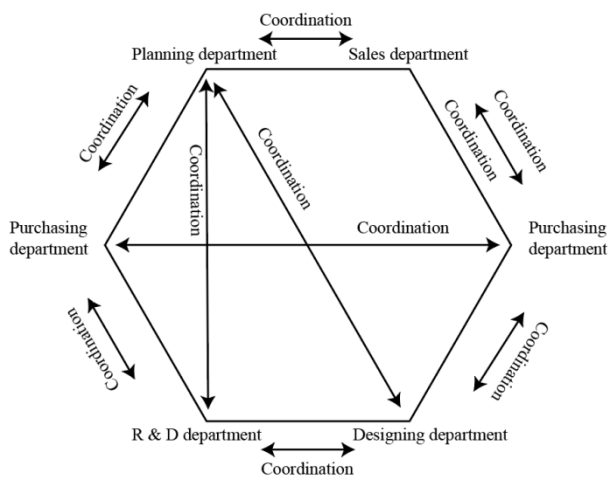 Coordination
Planning department
Sales department
Coordination
Coordination
Coordination
Coordination
Coordination
Purchasing
department
Coordination
Purchasing
department
Coordination
Coordination
R & D department
Designing department
Coordination